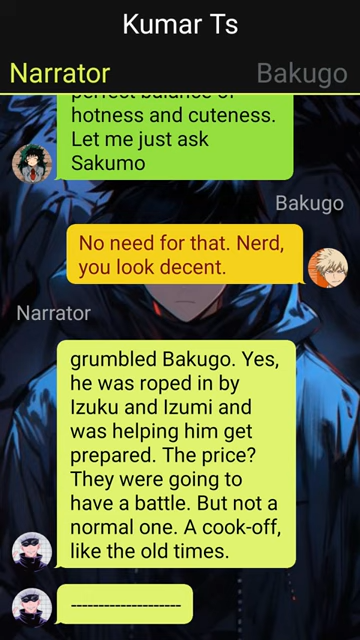 Kumar Ts
Narrator
Bakugo
perfect balance of
hotness and cuteness.
Let me just ask
Sakumo
Bakugo
No need for that. Nerd,
you look decent.
Narrator
grumbled Bakugo. Yes,
he was roped in by
Izuku and Izumi and
was helping him get
prepared. The price?
They were going to
have a battle. But not a
normal one. A cook-off,
like the old times.
--------------------